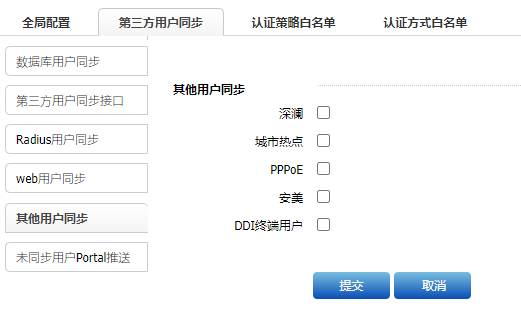 全局配置 第三方用户同步 认证策略白名单 认证方式白名单
数据库用户同步
第三方用户同步接口
Radius用户同步
web用户同步
其他用户同步
未同步用户Portal推送
其他用户同步
深澜
城市热点
PPPoE
安美
DDI终端用户
提交 取消